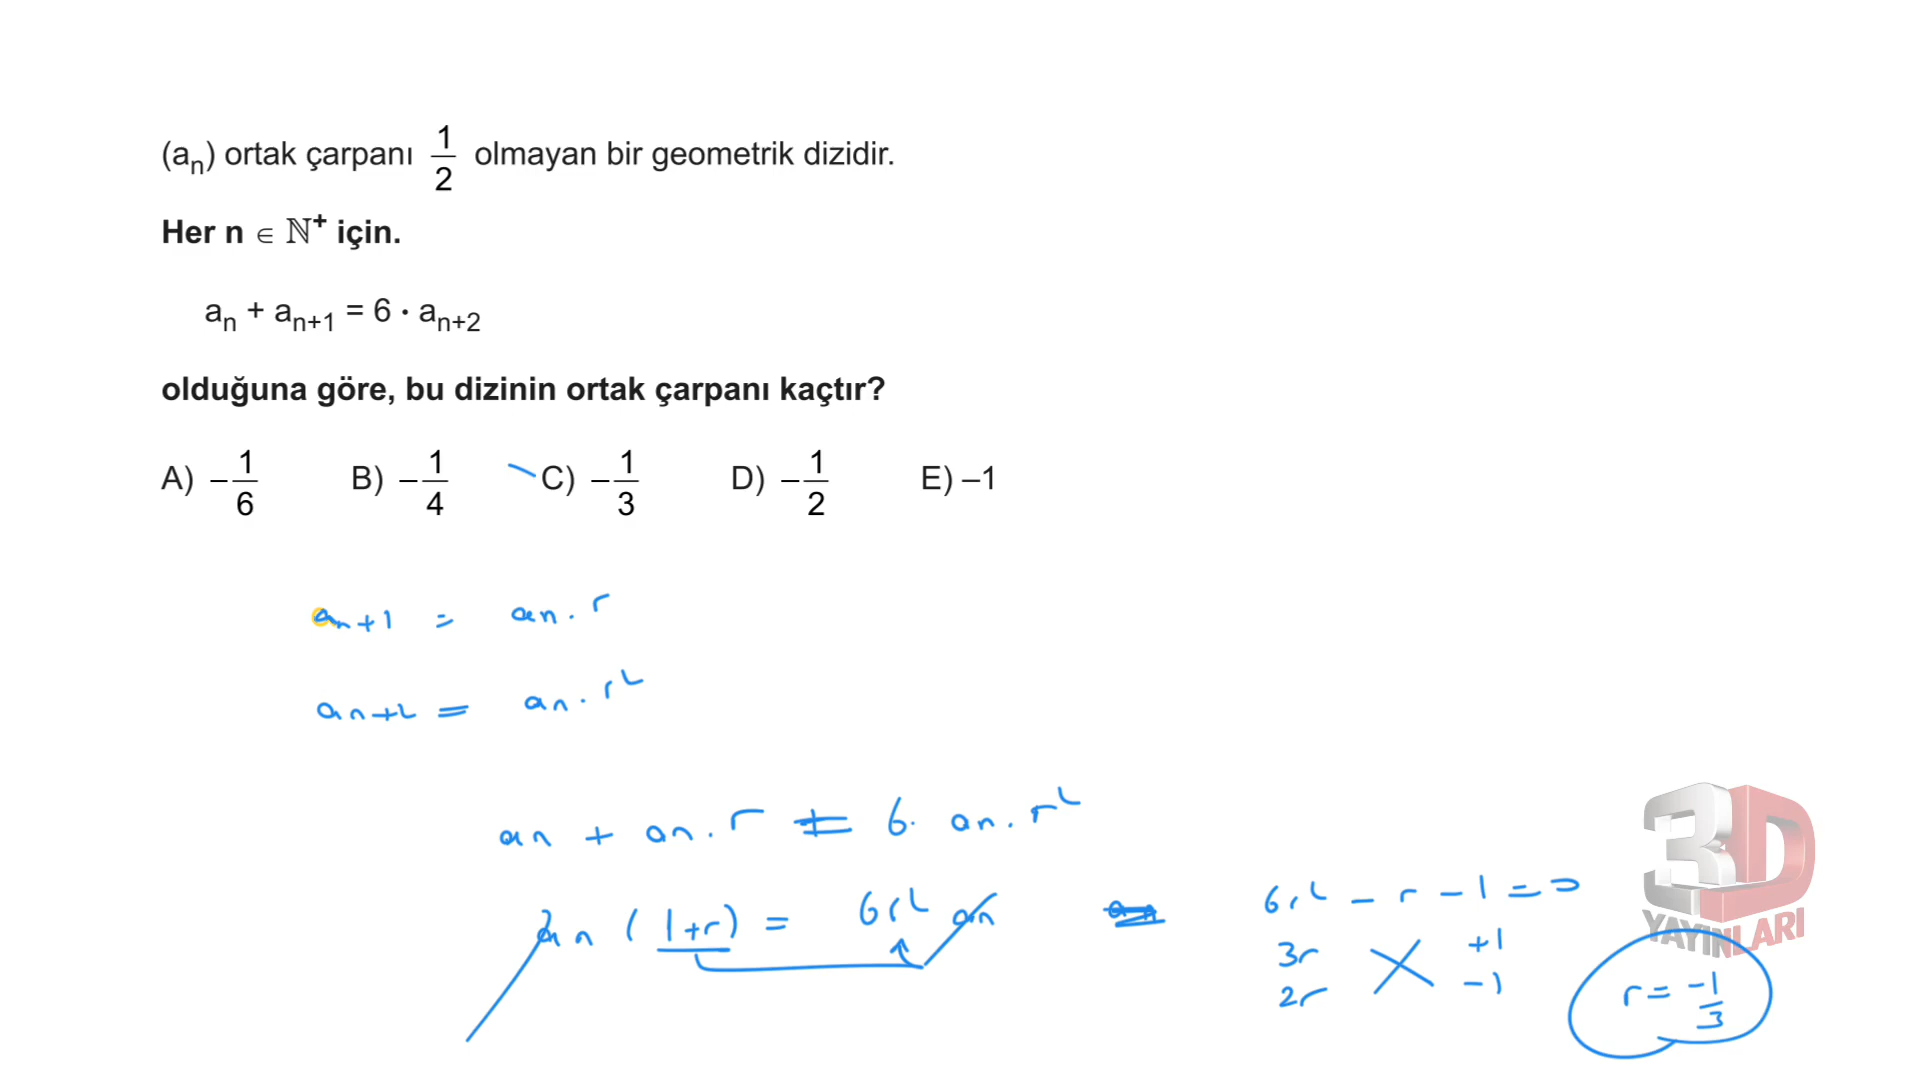 (aₙ) ortak çarpanı 1/2 olmayan bir geometrik dizidir.
Her n ∈ ℕ⁺ için.
aₙ + aₙ₊₁ = 6 · aₙ₊₂
olduğuna göre, bu dizinin ortak çarpanı kaçtır?
A) −1/6 B) −1/4 C) −1/3 D) −1/2 E) –1
aₙ₊₁ = aₙ · r
aₙ₊₂ = aₙ · r²
aₙ + aₙ · r = 6 · aₙ · r²
aₙ (1+r) = 6r² aₙ
6r² − r − 1 = 0
3r +1
2r −1
r = −1/3
3D
YAYINLARI